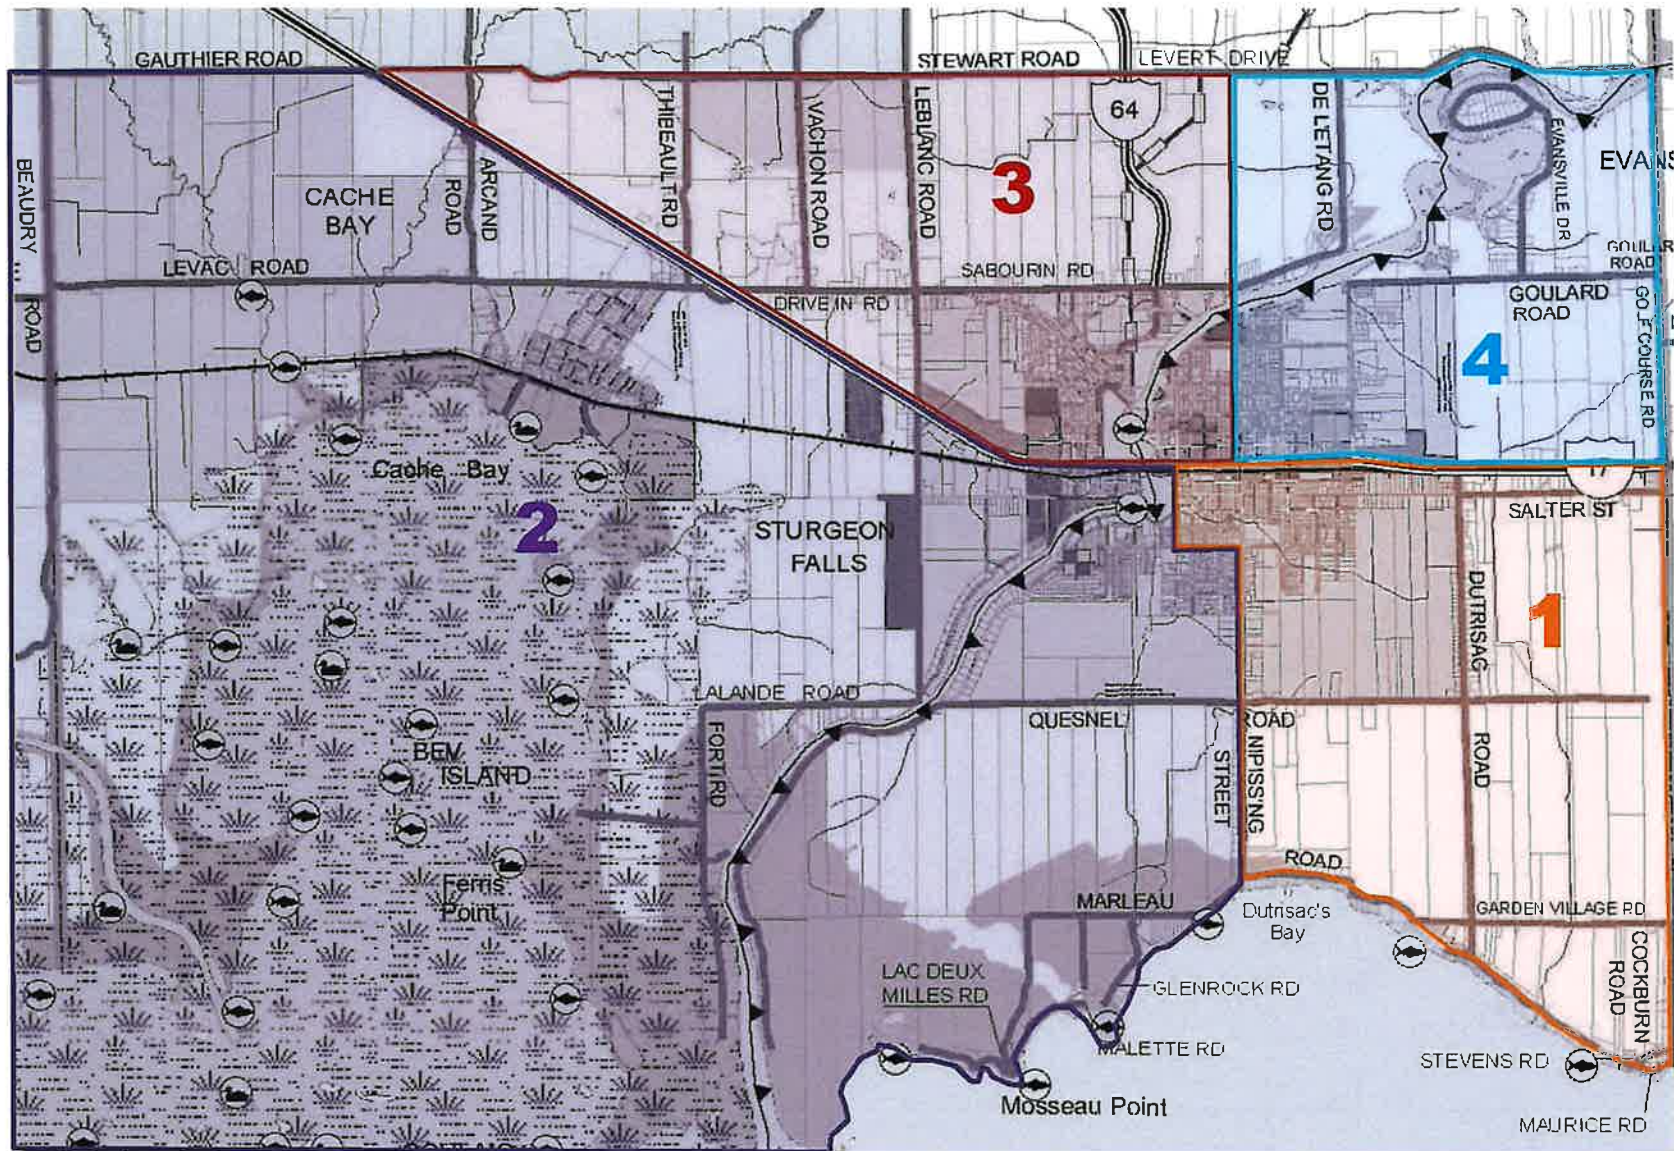 GAUTHIER ROAD
STEWART ROAD
LEVERT DRIVE
64
BEAUDRY
ROAD
CACHE
BAY
ARCAND
ROAD
THIBEAULT RD
VACHON ROAD
LEBLANC ROAD
3
DE LETANG RD
EVANSVILLE DR
EVANS
LEVAC ROAD
SABOURIN RD
DRIVE IN RD
GOULAR
ROAD
GOULARD
ROAD
GOLF COURSE RD
4
Cache Bay
2
STURGEON
FALLS
17
SALTER ST
DUTRISAG
ROAD
1
LALANDE ROAD
QUESNEL
ROAD
FORT RD
STREET
NIPISSING
BEV
ISLAND
ROAD
Ferris
Point
MARLEAU
Dutrisac's
Bay
GARDEN VILLAGE RD
COCKBURN
ROAD
LAC DEUX
MILLES RD
GLENROCK RD
MALETTE RD
STEVENS RD
Mosseau Point
MAURICE RD